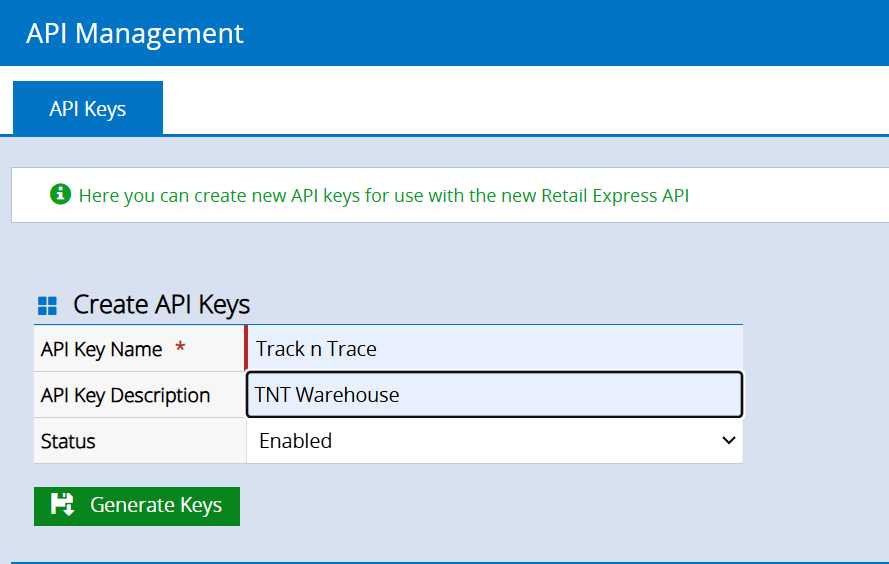 API Management
API Keys
Here you can create new API keys for use with the new Retail Express API
Create API Keys
API Key Name * Track n Trace
API Key Description TNT Warehouse
Status Enabled
Generate Keys